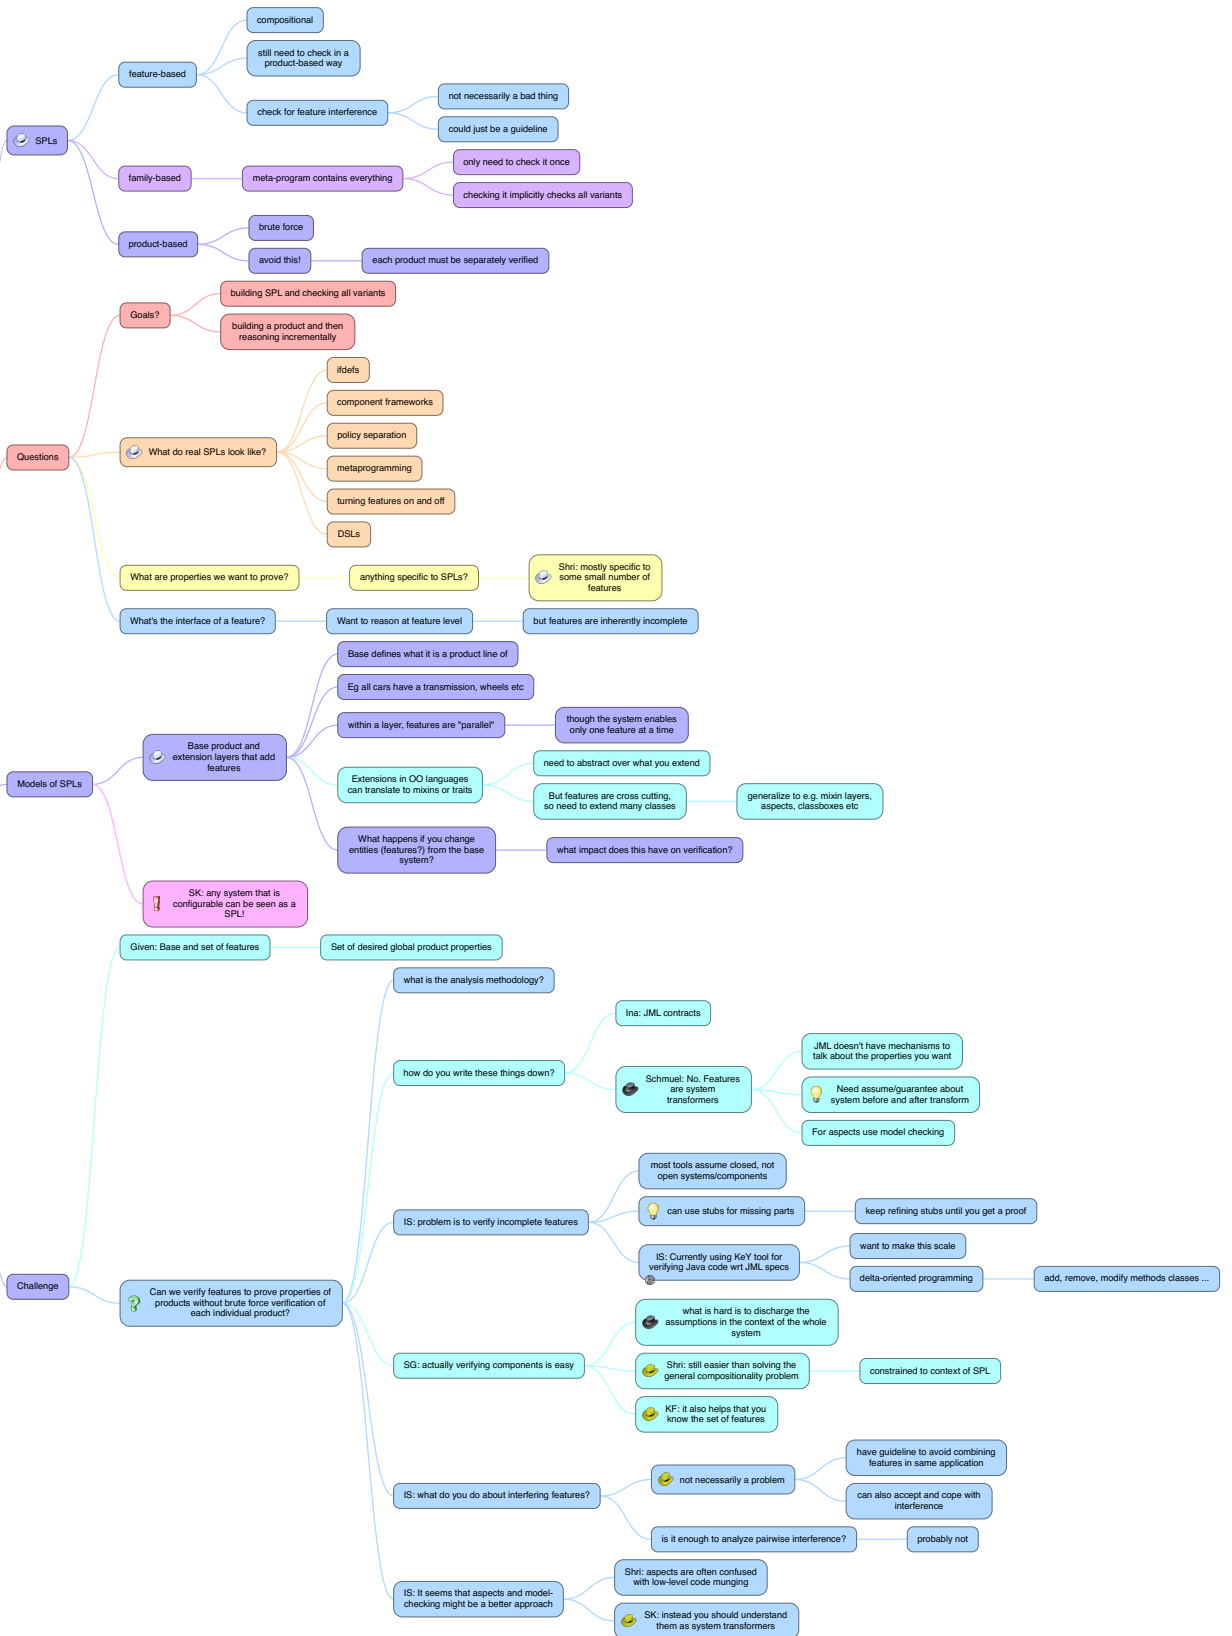 SPLs
feature-based
compositional
still need to check in a
product-based way
check for feature interference
not necessarily a bad thing
could just be a guideline
family-based
meta-program contains everything
only need to check it once
checking it implicitly checks all variants
product-based
brute force
avoid this!
each product must be separately verified
Questions
Goals?
building SPL and checking all variants
building a product and then
reasoning incrementally
What do real SPLs look like?
ifdefs
component frameworks
policy separation
metaprogramming
turning features on and off
DSLs
What are properties we want to prove?
anything specific to SPLs?
Shri: mostly specific to
some small number of
features
What's the interface of a feature?
Want to reason at feature level
but features are inherently incomplete
Models of SPLs
Base product and
extension layers that add
features
Base defines what it is a product line of
Eg all cars have a transmission, wheels etc
within a layer, features are "parallel"
though the system enables
only one feature at a time
Extensions in OO languages
can translate to mixins or traits
need to abstract over what you extend
But features are cross cutting,
so need to extend many classes
generalize to e.g. mixin layers,
aspects, classboxes etc
What happens if you change
entities (features?) from the base
system?
what impact does this have on verification?
SK: any system that is
configurable can be seen as a
SPL!
Challenge
Given: Base and set of features
Set of desired global product properties
Can we verify features to prove properties of
products without brute force verification of
each individual product?
what is the analysis methodology?
how do you write these things down?
Ina: JML contracts
Schmuel: No. Features
are system
transformers
JML doesn't have mechanisms to
talk about the properties you want
Need assume/guarantee about
system before and after transform
For aspects use model checking
IS: problem is to verify incomplete features
most tools assume closed, not
open systems/components
can use stubs for missing parts
keep refining stubs until you get a proof
IS: Currently using KeY tool for
verifying Java code wrt JML specs
want to make this scale
delta-oriented programming
add, remove, modify methods classes ...
SG: actually verifying components is easy
what is hard is to discharge the
assumptions in the context of the whole
system
Shri: still easier than solving the
general compositionality problem
constrained to context of SPL
KF: it also helps that you
know the set of features
IS: what do you do about interfering features?
not necessarily a problem
have guideline to avoid combining
features in same application
can also accept and cope with
interference
is it enough to analyze pairwise interference?
probably not
IS: It seems that aspects and model-
checking might be a better approach
Shri: aspects are often confused
with low-level code munging
SK: instead you should understand
them as system transformers